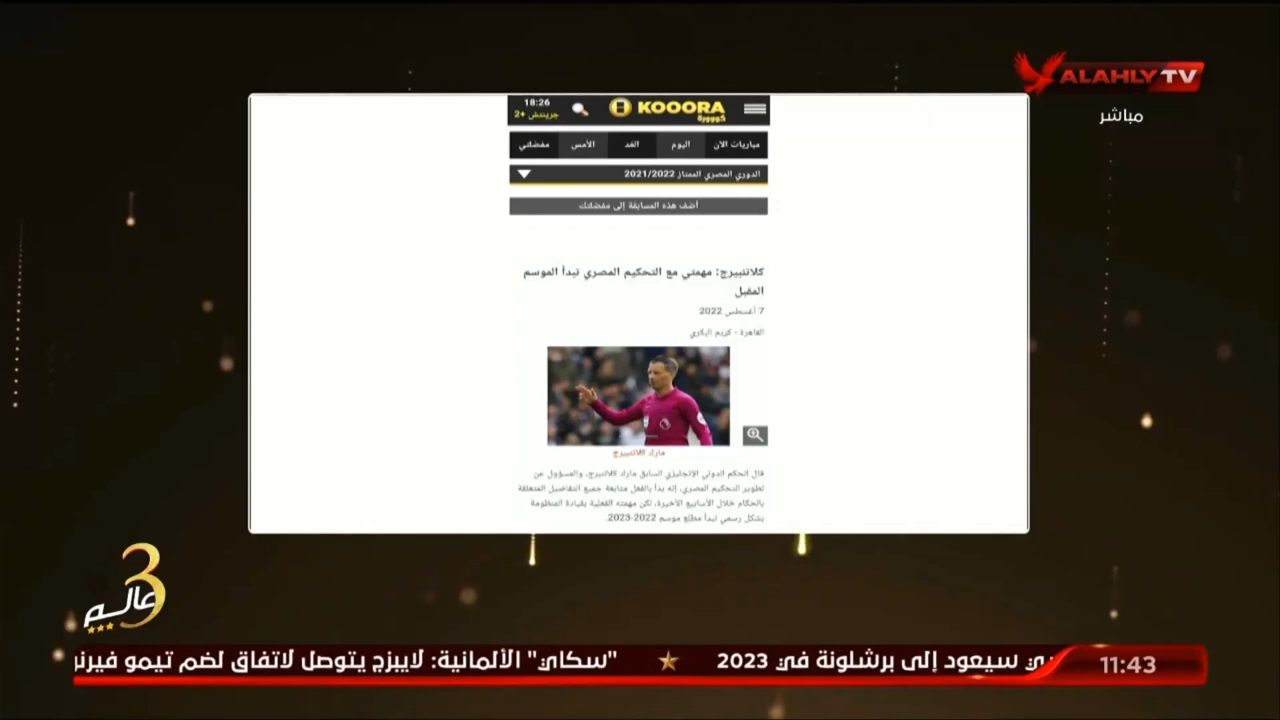 ALAHLY TV
مباشر
18:26
جرينتش +2
KOOORA
كووورة
مباريات الآن
اليوم
الغد
الأمس
مفضلتي
الدوري المصري الممتاز 2021/2022
أضف هذه المسابقة إلى مفضلتك
كلاتنبيرج: مهمتي مع التحكيم المصري تبدأ الموسم
المقبل
7 أغسطس 2022
القاهرة - كريم البكري
مارك كلاتنبيرج
قال الحكم الدولي الإنجليزي السابق مارك كلاتنبرج، والمسؤول عن
تطوير التحكيم المصري، إنه بدأ بالفعل متابعة جميع التفاصيل المتعلقة
بالحكام خلال الأسابيع الأخيرة، لكن مهمته الفعلية بقيادة المنظومة
بشكل رسمي تبدأ مطلع موسم 2022-2023.
3 عالم
سيعود إلى برشلونة في 2023 "سكاي" الألمانية: لايبزج يتوصل لاتفاق لضم تيمو
11:43